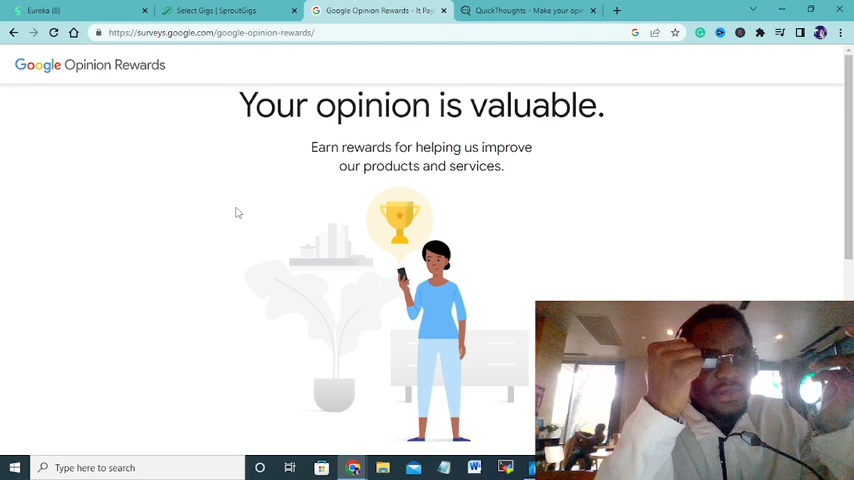 Eureka (8)
Select Gigs | SproutGigs
Google Opinion Rewards - It Pay
QuickThoughts - Make your opin
https://surveys.google.com/google-opinion-rewards/
Google Opinion Rewards
Your opinion is valuable.
Earn rewards for helping us improve
our products and services.
Type here to search